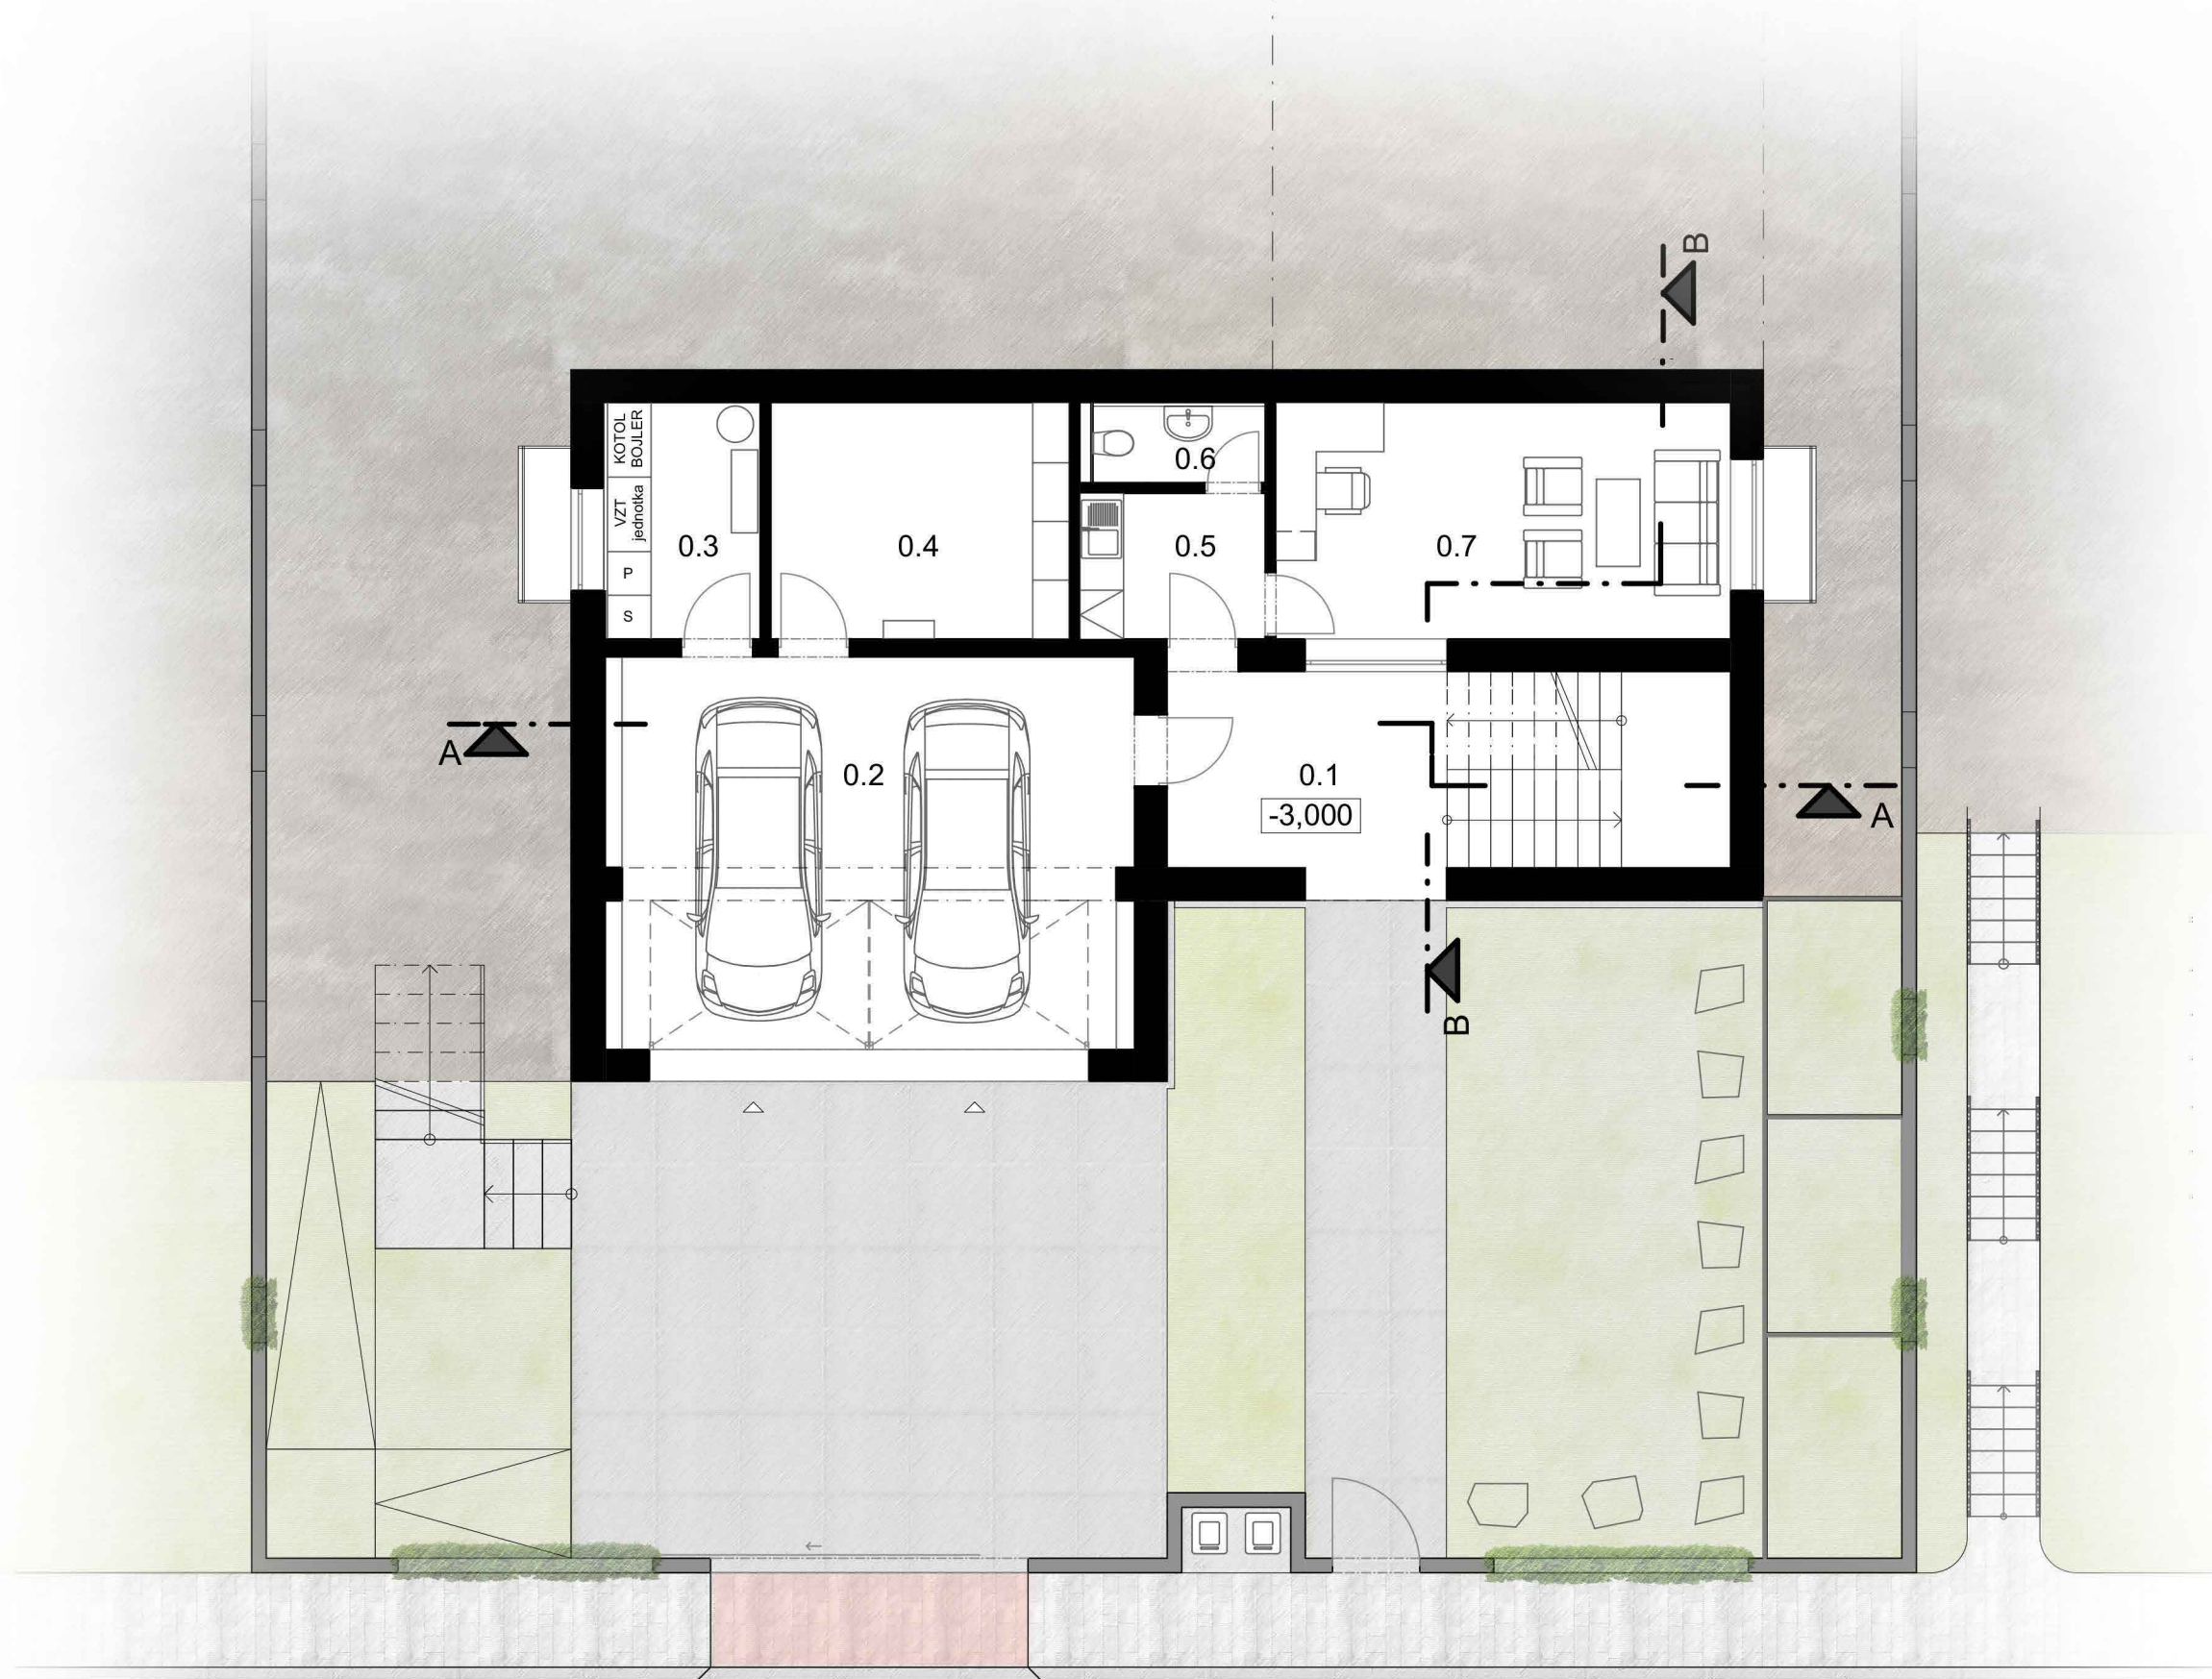 B
KOTOL
BOJLER
VZT
jednotka
P
S
0.3
0.4
0.6
0.5
0.7
A
0.2
0.1
-3,000
A
B